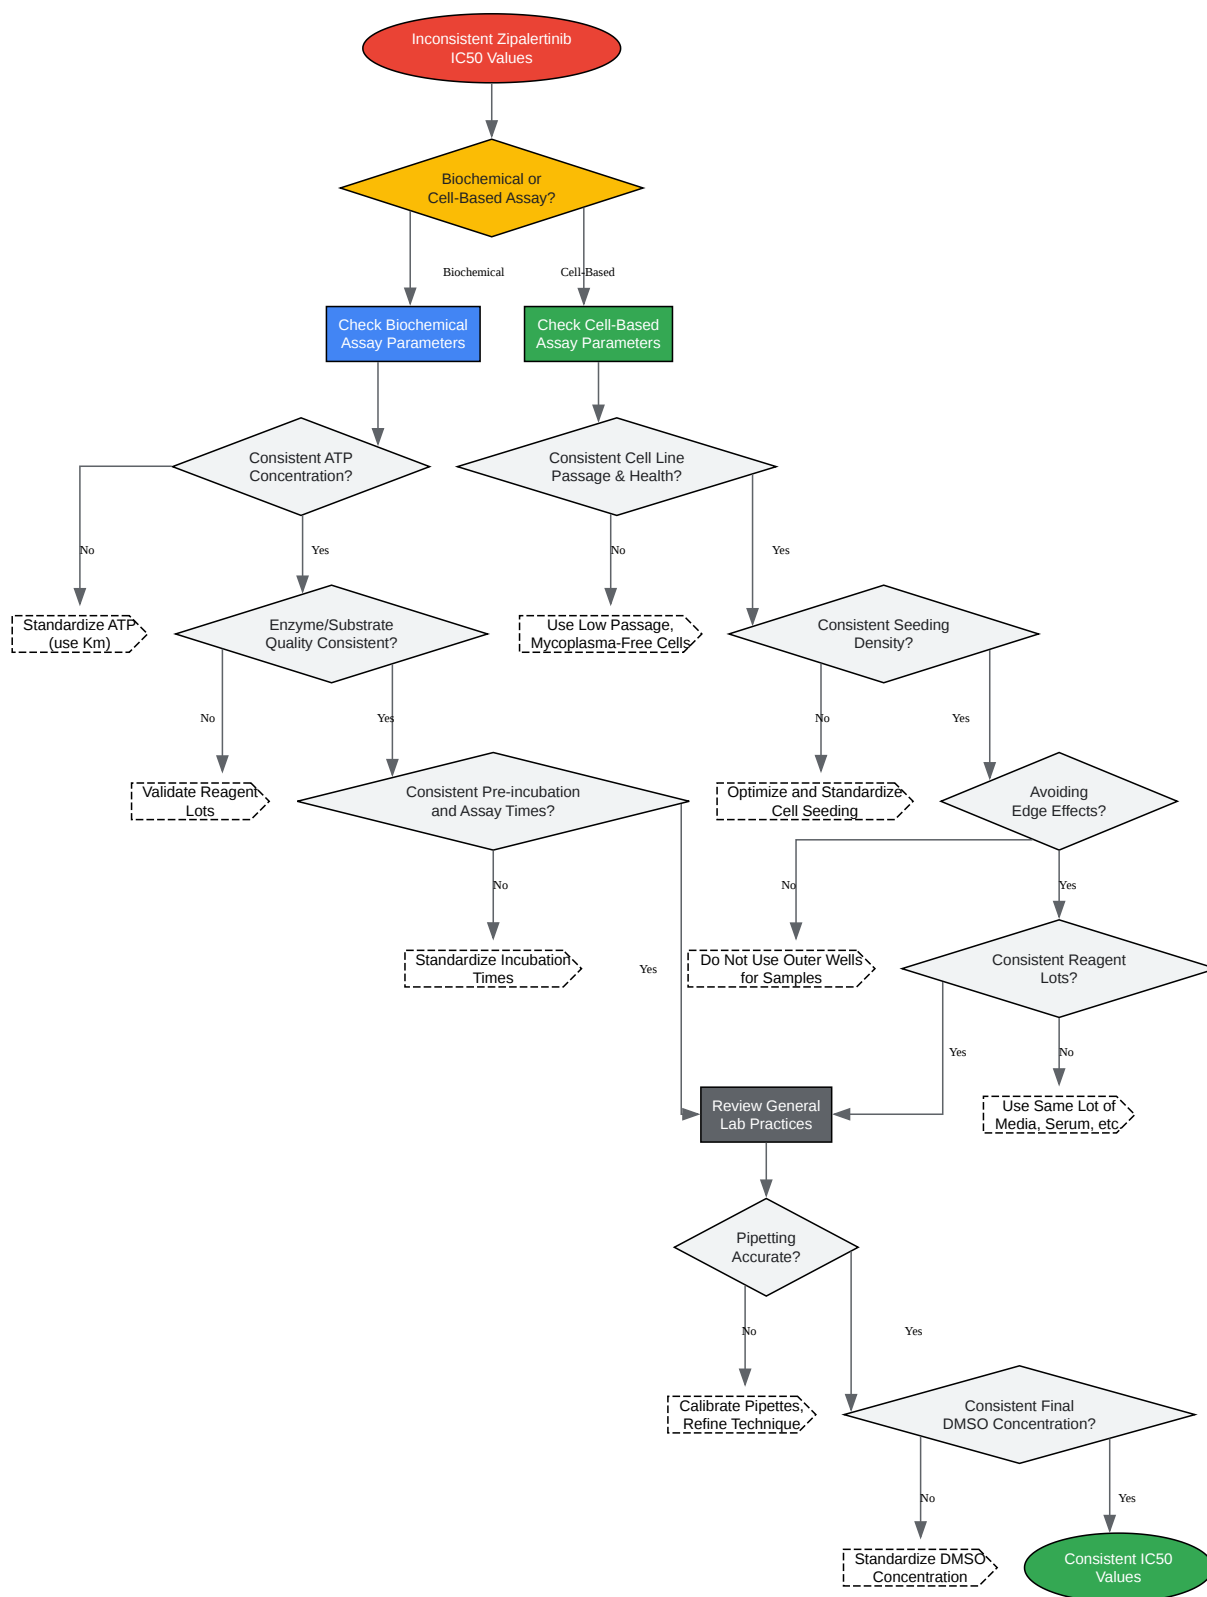 Inconsistent Zipalertinib
IC50 Values
Biochemical or
Cell-Based Assay?
Biochemical
Cell-Based
Check Biochemical
Assay Parameters
Check Cell-Based
Assay Parameters
Consistent ATP
Concentration?
Consistent Cell Line
Passage & Health?
No
Yes
No
Yes
Standardize ATP
(use Km)
Enzyme/Substrate
Quality Consistent?
Use Low Passage,
Mycoplasma-Free Cells
Consistent Seeding
Density?
No
Yes
No
Yes
Validate Reagent
Lots
Consistent Pre-incubation
and Assay Times?
Optimize and Standardize
Cell Seeding
Avoiding
Edge Effects?
No
No
Yes
Standardize Incubation
Times
Yes
Do Not Use Outer Wells
for Samples
Consistent Reagent
Lots?
Yes
No
Review General
Lab Practices
Use Same Lot of
Media, Serum, etc.
Pipetting
Accurate?
No
Yes
Calibrate Pipettes,
Refine Technique
Consistent Final
DMSO Concentration?
No
Yes
Standardize DMSO
Concentration
Consistent IC50
Values